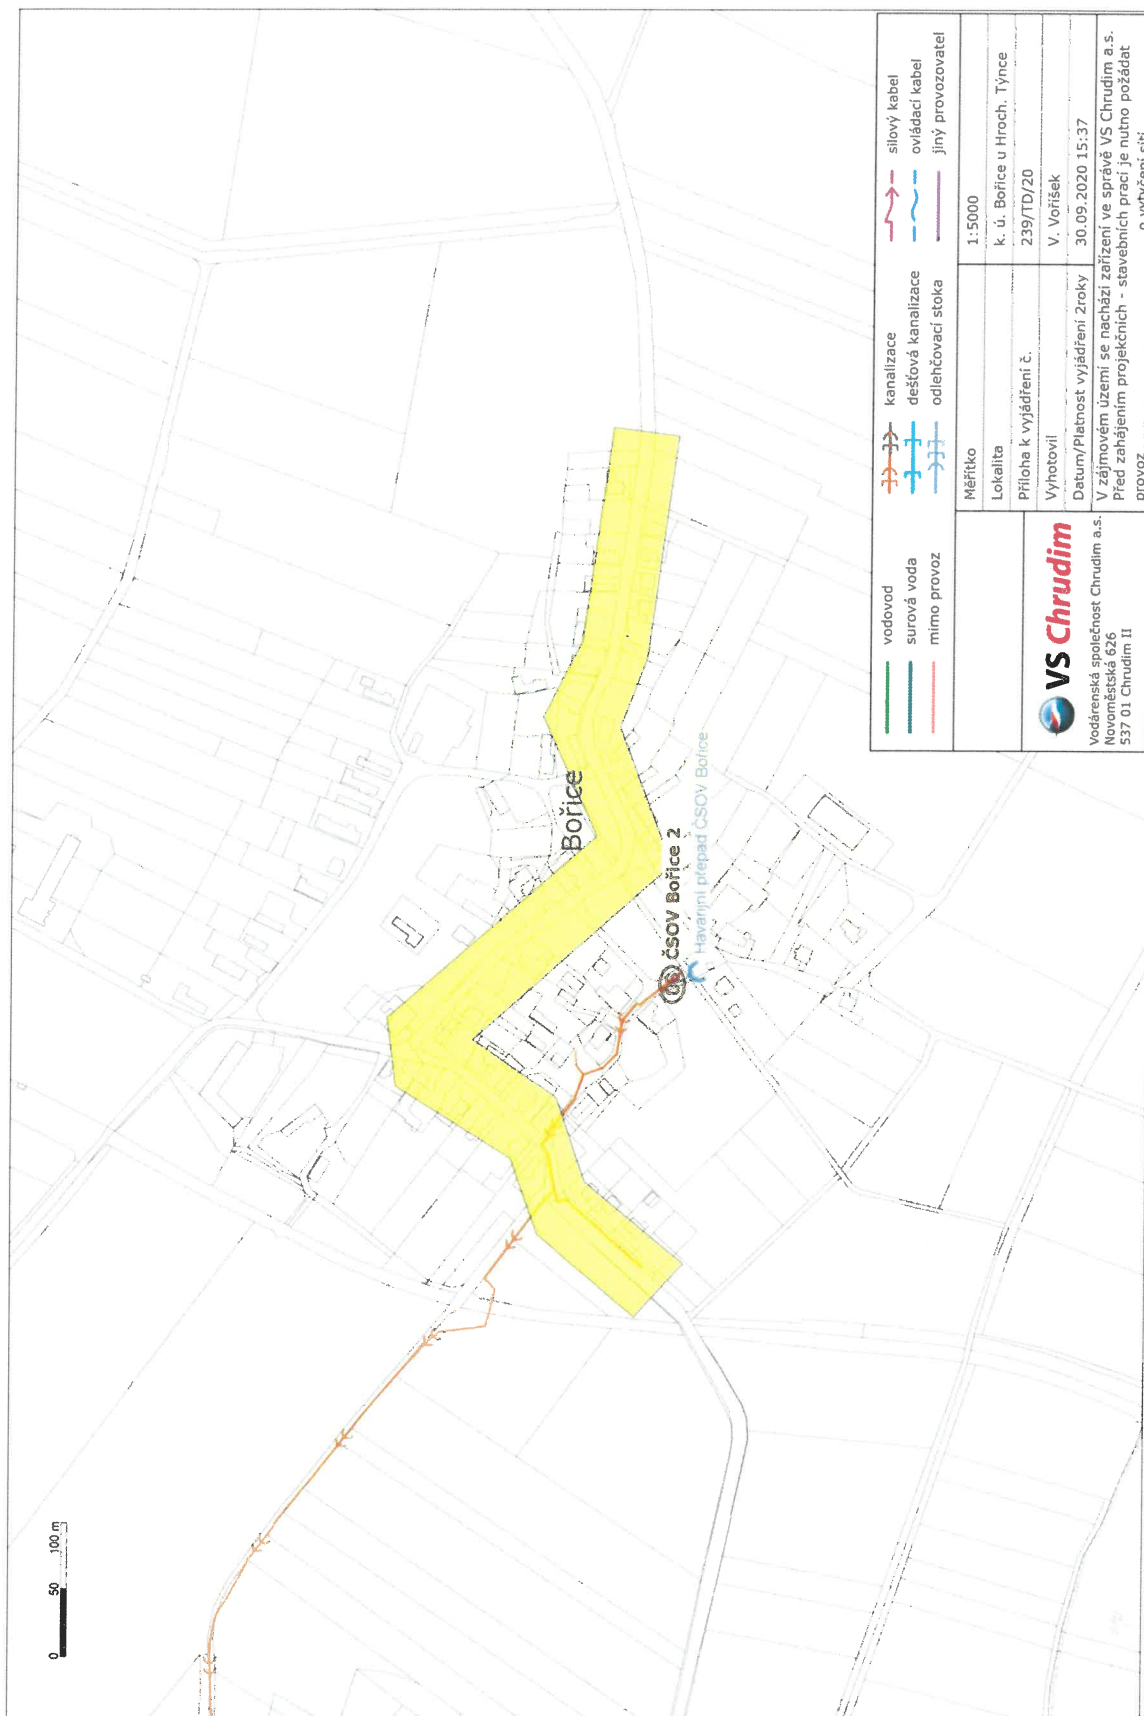 0 50 100 m
Bořice
ČSOV Bořice 2
Havarijní přepad ČSOV Bořice
vodovod
surová voda
mimo provoz
kanalizace
dešťová kanalizace
odlehčovací stoka
silový kabel
ovládací kabel
jiný provozovatel
VS Chrudim
Vodárenská společnost Chrudim a.s.
Novoměstská 626
537 01 Chrudim II
Měřítko 1:5000
Lokalita k. ú. Bořice u Hroch. Týnce
Příloha k vyjádření č. 239/TD/20
Vyhotovil V. Voříšek
Datum/Platnost vyjádření 2roky 30.09.2020 15:37
V zájmovém území se nachází zařízení ve správě VS Chrudim a.s.
Před zahájením projekčních - stavebních prací je nutno požádat
provoz o vytyčení sítí